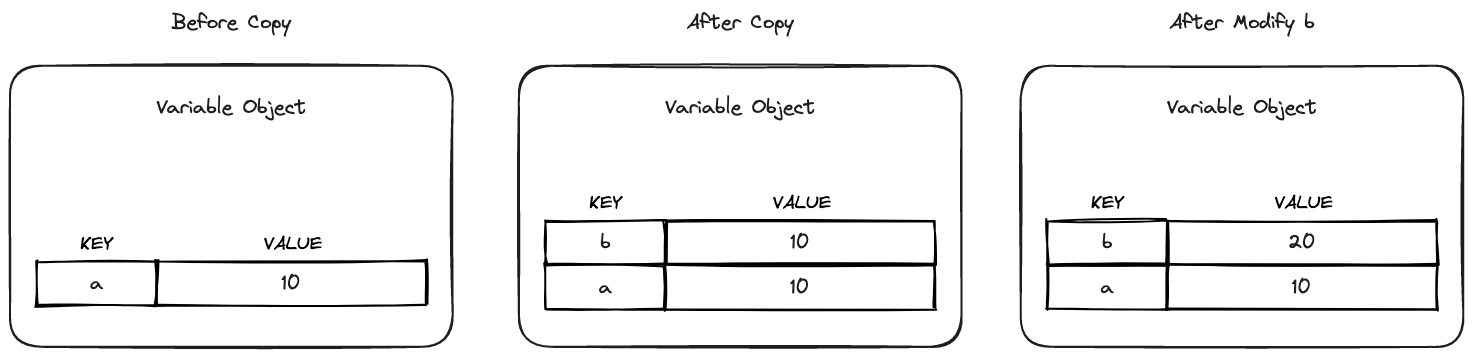 Before Copy
Variable Object
KEY VALUE
a 10
After Copy
Variable Object
KEY VALUE
b 10
a 10
After Modify b
Variable Object
KEY VALUE
b 20
a 10